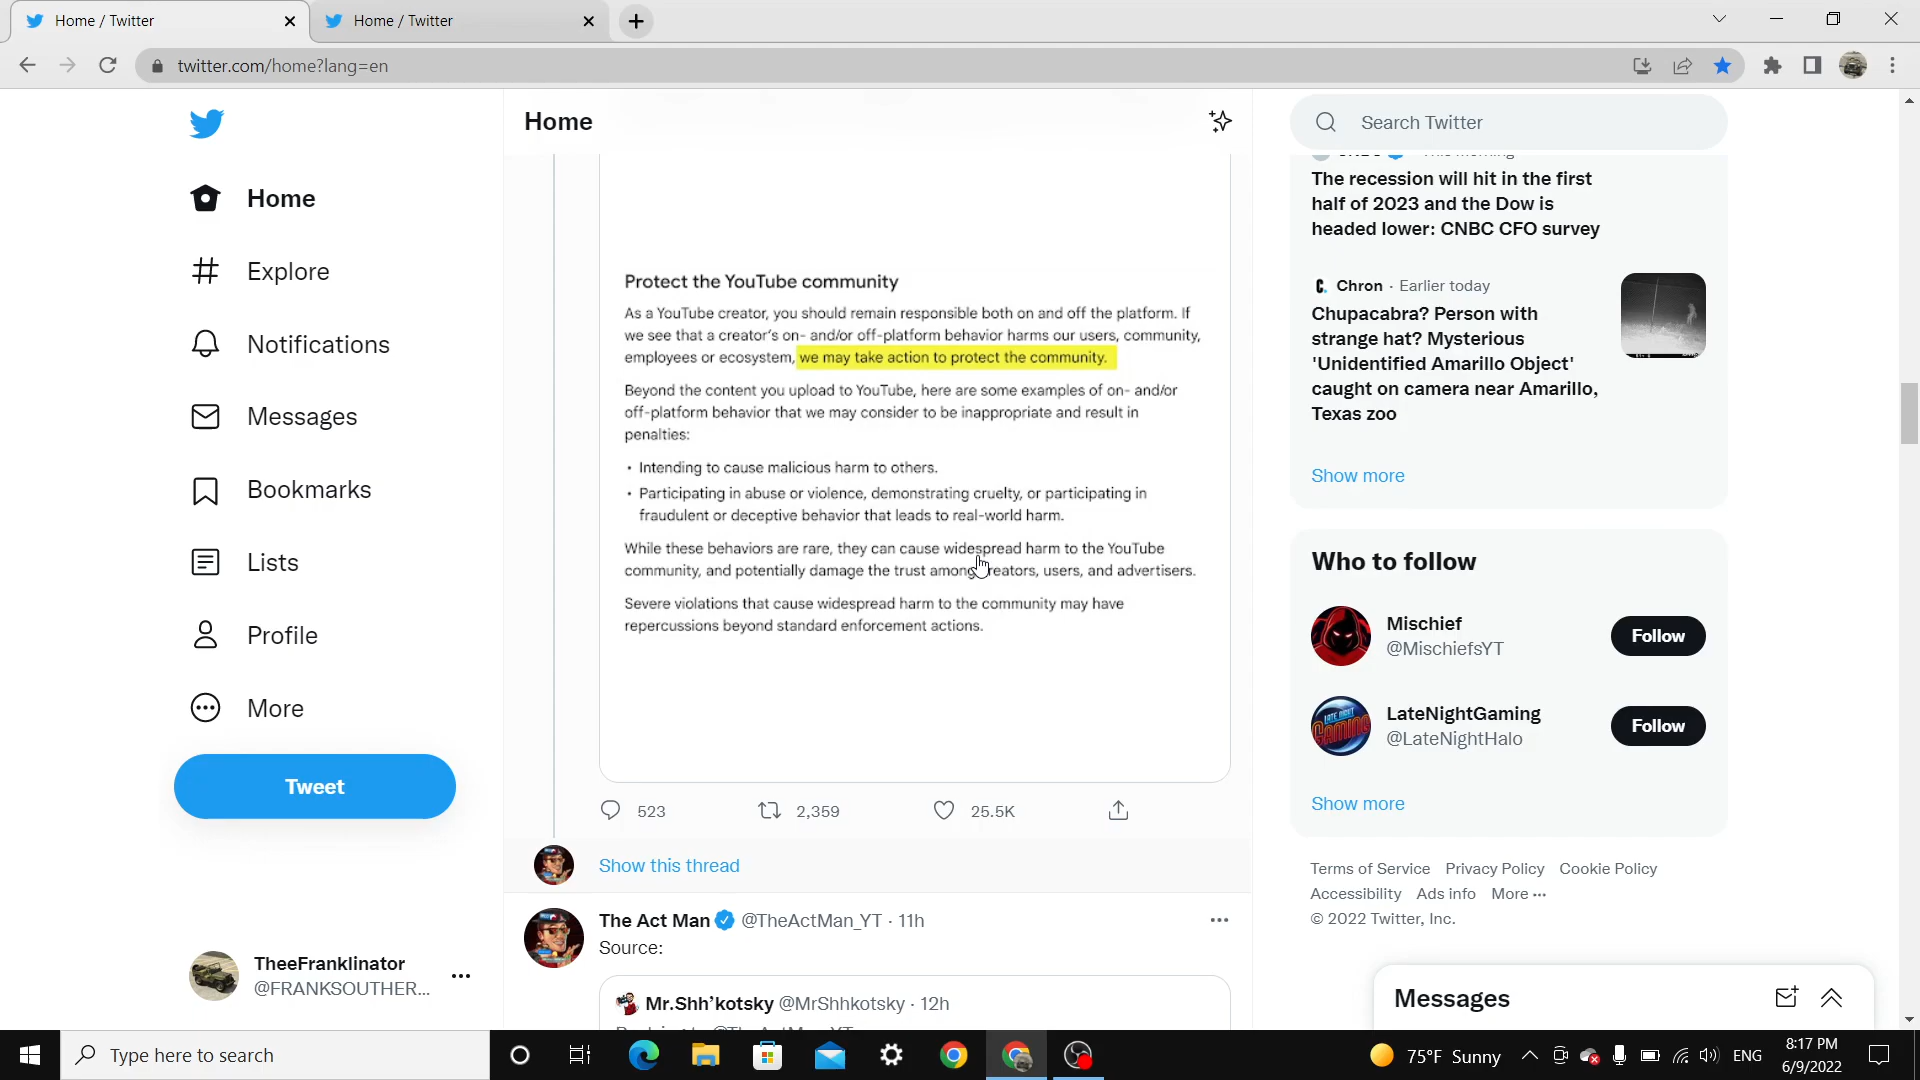 Home / Twitter
Home / Twitter
twitter.com/home?lang=en
Home
Explore
Notifications
Messages
Bookmarks
Lists
Profile
More
Tweet
TheeFranklinator
@FRANKSOUTHER...
Home
Protect the YouTube community
As a YouTube creator, you should remain responsible both on and off the platform. If
we see that a creator's on- and/or off-platform behavior harms our users, community,
employees or ecosystem, we may take action to protect the community.
Beyond the content you upload to YouTube, here are some examples of on- and/or
off-platform behavior that we may consider to be inappropriate and result in
penalties:
• Intending to cause malicious harm to others.
• Participating in abuse or violence, demonstrating cruelty, or participating in
fraudulent or deceptive behavior that leads to real-world harm.
While these behaviors are rare, they can cause widespread harm to the YouTube
community, and potentially damage the trust among creators, users, and advertisers.
Severe violations that cause widespread harm to the community may have
repercussions beyond standard enforcement actions.
523 2,359 25.5K
Show this thread
The Act Man @TheActMan_YT · 11h
Source:
Mr.Shh'kotsky @MrShhkotsky · 12h
Search Twitter
The recession will hit in the first
half of 2023 and the Dow is
headed lower: CNBC CFO survey
Chron · Earlier today
Chupacabra? Person with
strange hat? Mysterious
'Unidentified Amarillo Object'
caught on camera near Amarillo,
Texas zoo
Show more
Who to follow
Mischief
@MischiefsYT
Follow
LateNightGaming
@LateNightHalo
Follow
Show more
Terms of Service Privacy Policy Cookie Policy
Accessibility Ads info More ···
© 2022 Twitter, Inc.
Messages
Type here to search
75°F Sunny
ENG
8:17 PM
6/9/2022